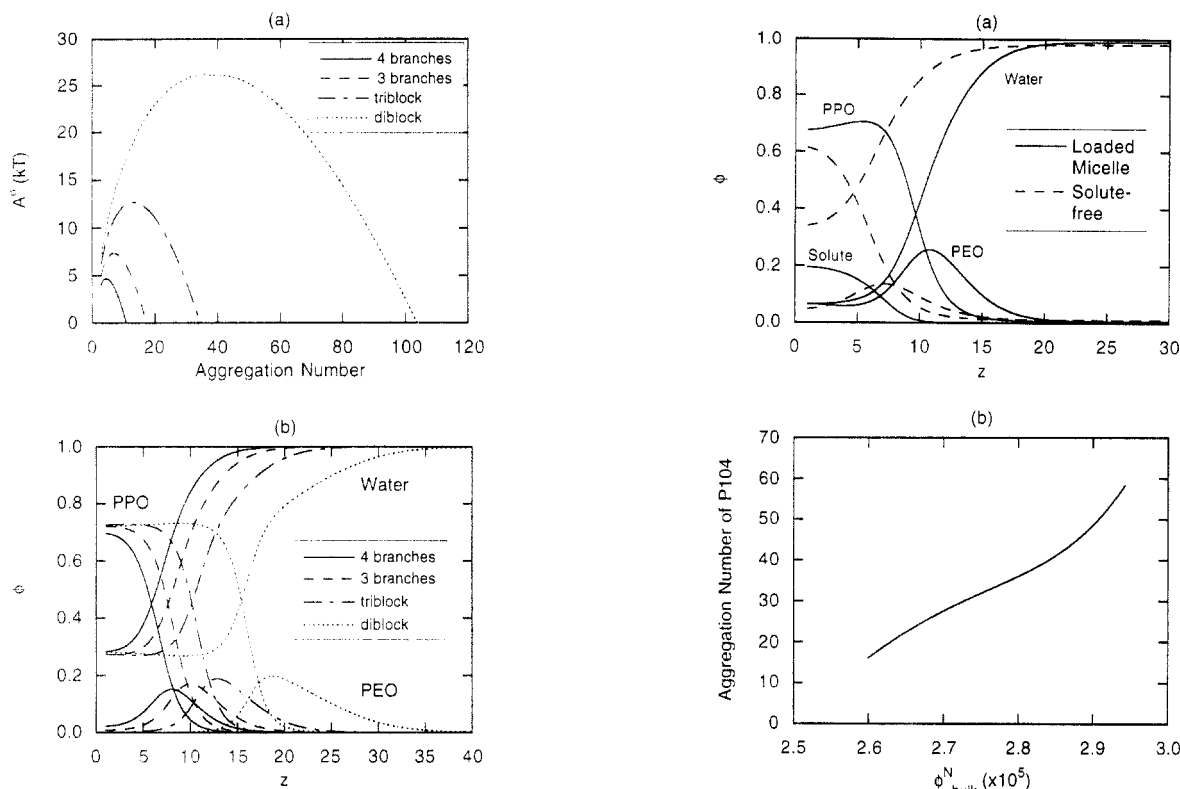 (a)
30
25
20
15
10
5
0
A (kT)
4 branches
3 branches
triblock
diblock
0 20 40 60 80 100 120
Aggregation Number
(a)
1.0
0.8
0.6
0.4
0.2
0.0
ϕ
PPO
Water
Loaded
Micelle
Solute-
free
Solute
PEO
0 5 10 15 20 25 30
z
(b)
1.0
0.8
0.6
0.4
0.2
0.0
ϕ
PPO
Water
4 branches
3 branches
triblock
diblock
PEO
0 5 10 15 20 25 30 35 40
z
(b)
70
60
50
40
30
20
10
0
Aggregation Number of P104
2.5 2.6 2.7 2.8 2.9 3.0
ϕ N (x10 5)